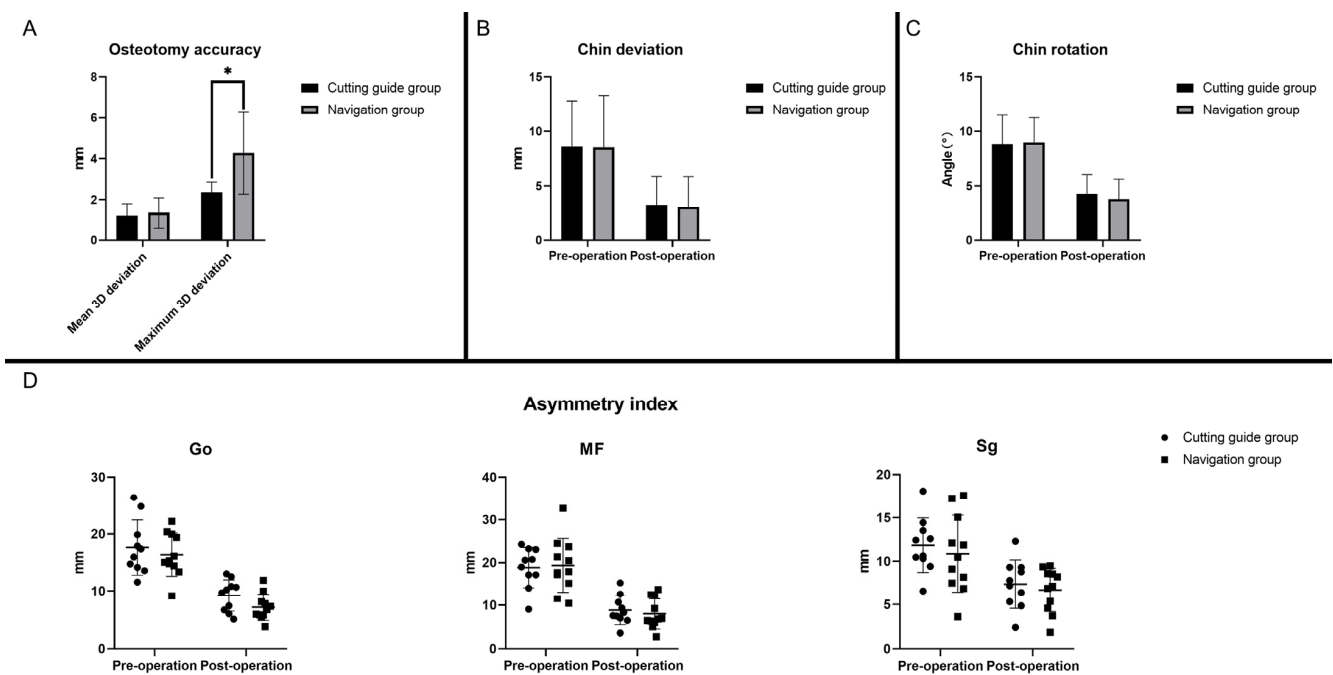 A
Osteotomy accuracy
8
6
4
2
0
mm
*
Mean 3D deviation
Maximum 3D deviation
Cutting guide group
Navigation group
B
Chin deviation
15
10
5
0
mm
Pre-operation Post-operation
Cutting guide group
Navigation group
C
Chin rotation
15
10
5
0
Angle(°)
Pre-operation Post-operation
Cutting guide group
Navigation group
D
Asymmetry index
Go
30
20
10
0
mm
Pre-operation Post-operation
MF
40
30
20
10
0
mm
Pre-operation Post-operation
Sg
20
15
10
5
0
mm
Pre-operation Post-operation
Cutting guide group
Navigation group